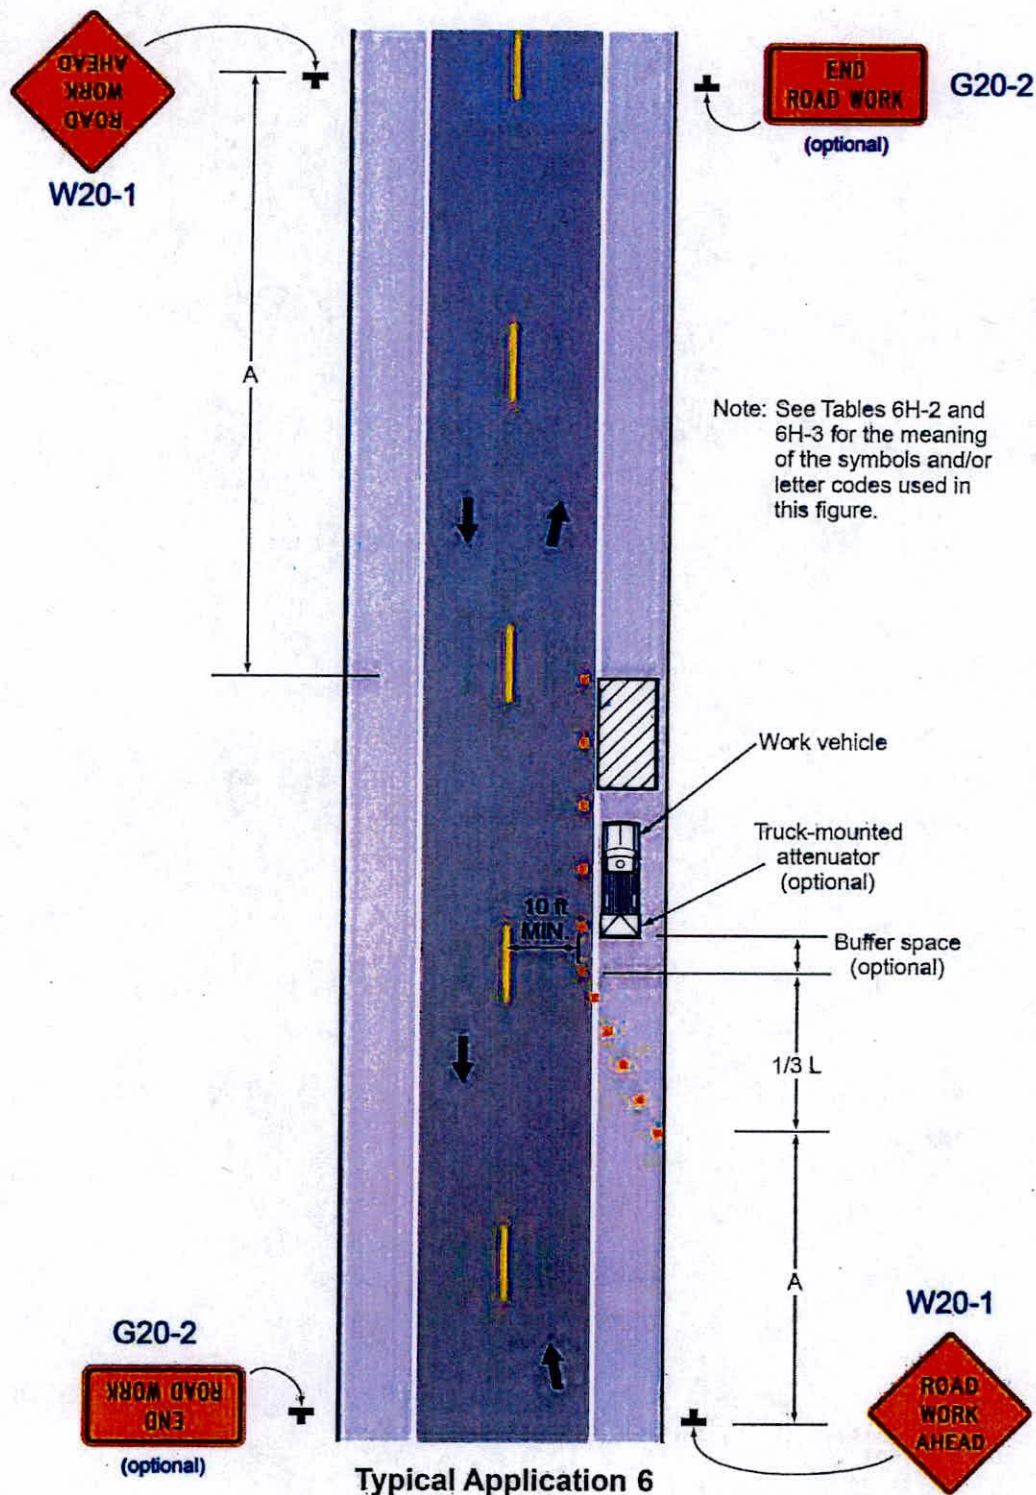 ROAD
WORK
AHEAD
W20-1
END
ROAD WORK
G20-2
(optional)
A
Note: See Tables 6H-2 and
6H-3 for the meaning
of the symbols and/or
letter codes used in
this figure.
Work vehicle
Truck-mounted
attenuator
(optional)
10 ft
MIN.
Buffer space
(optional)
1/3 L
A
W20-1
G20-2
END
ROAD WORK
(optional)
ROAD
WORK
AHEAD
Typical Application 6